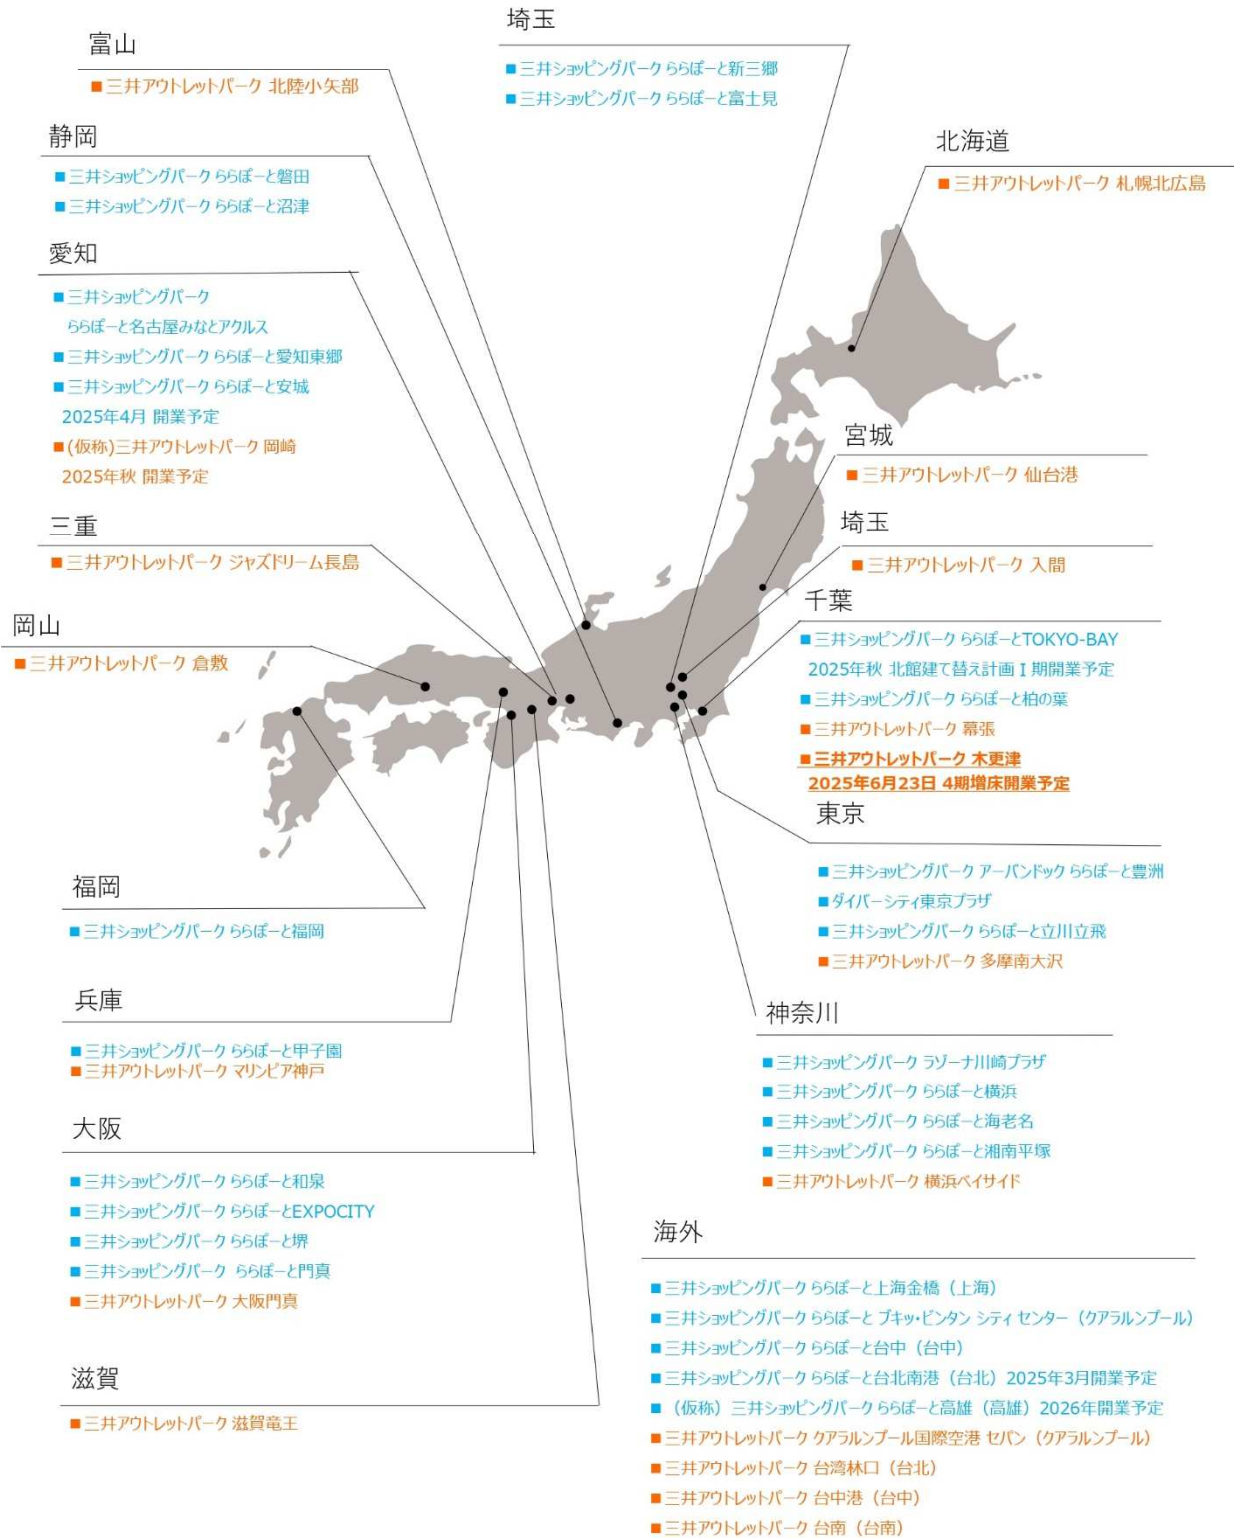 富山
■三井アウトレットパーク 北陸小矢部
静岡
■三井ショッピングパーク ららぽーと磐田
■三井ショッピングパーク ららぽーと沼津
愛知
■三井ショッピングパーク
ららぽーと名古屋みなとアクルス
■三井ショッピングパーク ららぽーと愛知東郷
■三井ショッピングパーク ららぽーと安城
2025年4月 開業予定
■(仮称)三井アウトレットパーク 岡崎
2025年秋 開業予定
三重
■三井アウトレットパーク ジャズドリーム長島
岡山
■三井アウトレットパーク 倉敷
福岡
■三井ショッピングパーク ららぽーと福岡
兵庫
■三井ショッピングパーク ららぽーと甲子園
■三井アウトレットパーク マリンピア神戸
大阪
■三井ショッピングパーク ららぽーと和泉
■三井ショッピングパーク ららぽーとEXPOCITY
■三井ショッピングパーク ららぽーと堺
■三井ショッピングパーク ららぽーと門真
■三井アウトレットパーク 大阪門真
滋賀
■三井アウトレットパーク 滋賀竜王
埼玉
■三井ショッピングパーク ららぽーと新三郷
■三井ショッピングパーク ららぽーと富士見
北海道
■三井アウトレットパーク 札幌北広島
宮城
■三井アウトレットパーク 仙台港
埼玉
■三井アウトレットパーク 入間
千葉
■三井ショッピングパーク ららぽーとTOKYO-BAY
2025年秋 北館建て替え計画Ⅰ期開業予定
■三井ショッピングパーク ららぽーと柏の葉
■三井アウトレットパーク 幕張
■三井アウトレットパーク 木更津
2025年6月23日 4期増床開業予定
東京
■三井ショッピングパーク アーバンドック ららぽーと豊洲
■ダイバーシティ東京プラザ
■三井ショッピングパーク ららぽーと立川立飛
■三井アウトレットパーク 多摩南大沢
神奈川
■三井ショッピングパーク ラゾーナ川崎プラザ
■三井ショッピングパーク ららぽーと横浜
■三井ショッピングパーク ららぽーと海老名
■三井ショッピングパーク ららぽーと湘南平塚
■三井アウトレットパーク 横浜ベイサイド
海外
■三井ショッピングパーク ららぽーと上海金橋（上海）
■三井ショッピングパーク ららぽーと ブキッ・ビンタン シティ センター（クアラルンプール）
■三井ショッピングパーク ららぽーと台中（台中）
■三井ショッピングパーク ららぽーと台北南港（台北）2025年3月開業予定
■（仮称）三井ショッピングパーク ららぽーと高雄（高雄）2026年開業予定
■三井アウトレットパーク クアラルンプール国際空港 セパン（クアラルンプール）
■三井アウトレットパーク 台湾林口（台北）
■三井アウトレットパーク 台中港（台中）
■三井アウトレットパーク 台南（台南）